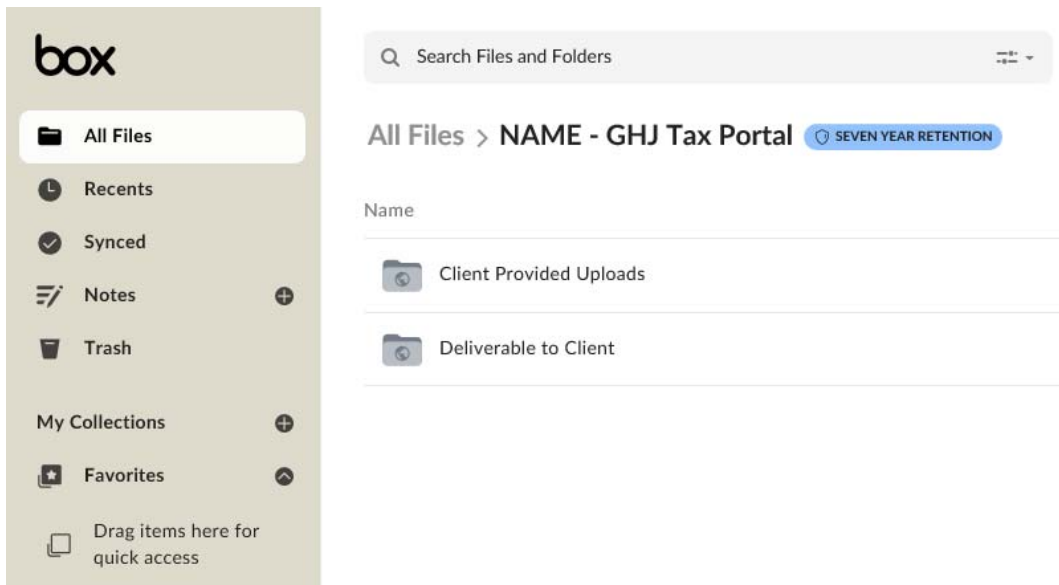 box
All Files
Recents
Synced
Notes
Trash
My Collections
Favorites
Drag items here for
quick access
Search Files and Folders
All Files > NAME - GHJ Tax Portal SEVEN YEAR RETENTION
Name
Client Provided Uploads
Deliverable to Client